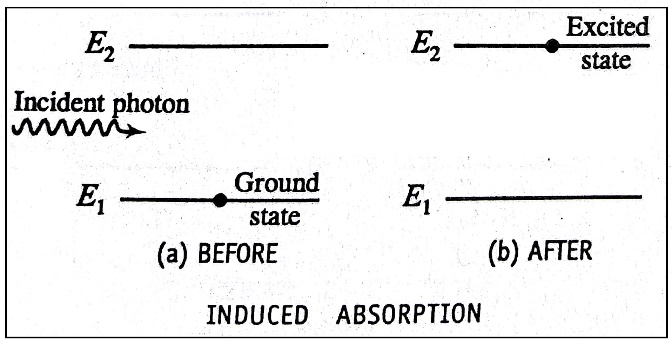 E₂
E₂ Excited
state
Incident photon
E₁ Ground
state
E₁
(a) BEFORE
(b) AFTER
INDUCED ABSORPTION